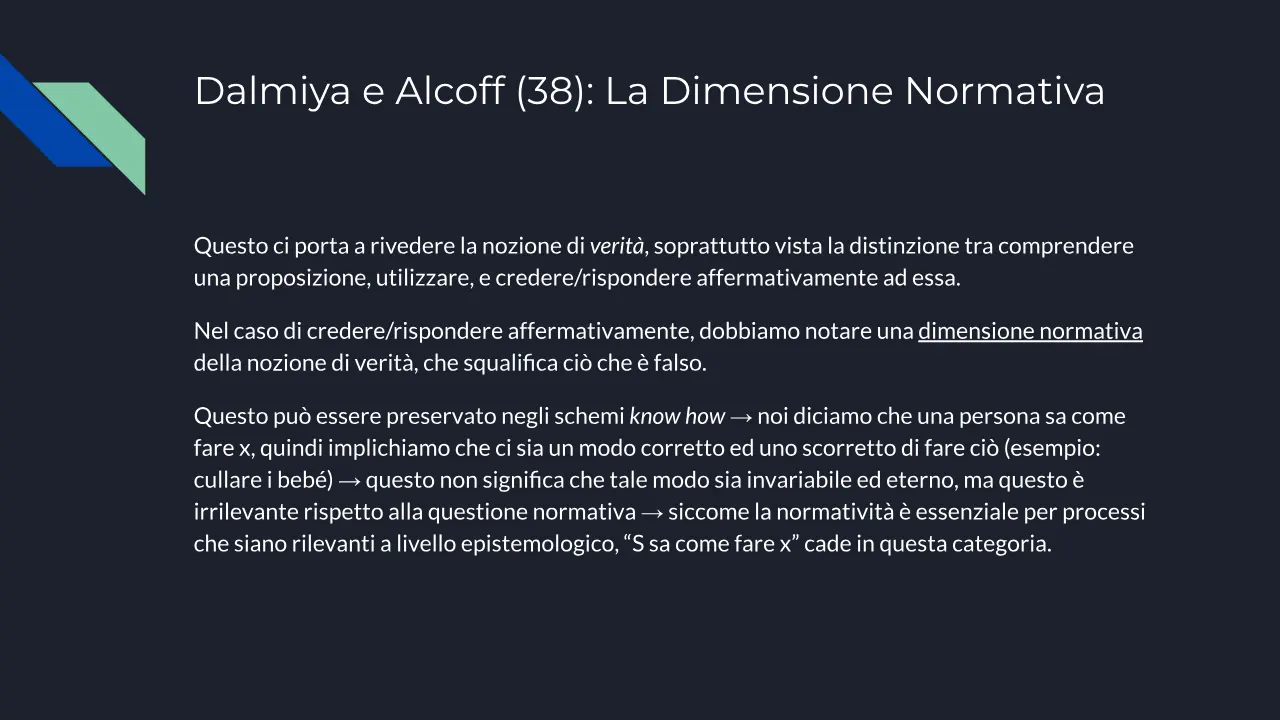 Dalmiya e Alcoff (38): La Dimensione Normativa
Questo ci porta a rivedere la nozione di verità, soprattutto vista la distinzione tra comprendere
una proposizione, utilizzare, e credere/rispondere affermativamente ad essa.
Nel caso di credere/rispondere affermativamente, dobbiamo notare una dimensione normativa
della nozione di verità, che squalifica ciò che è falso.
Questo può essere preservato negli schemi know how → noi diciamo che una persona sa come
fare x, quindi implichiamo che ci sia un modo corretto ed uno scorretto di fare ciò (esempio:
cullare i bebé) → questo non significa che tale modo sia invariabile ed eterno, ma questo è
irrilevante rispetto alla questione normativa → siccome la normatività è essenziale per processi
che siano rilevanti a livello epistemologico, “S sa come fare x” cade in questa categoria.